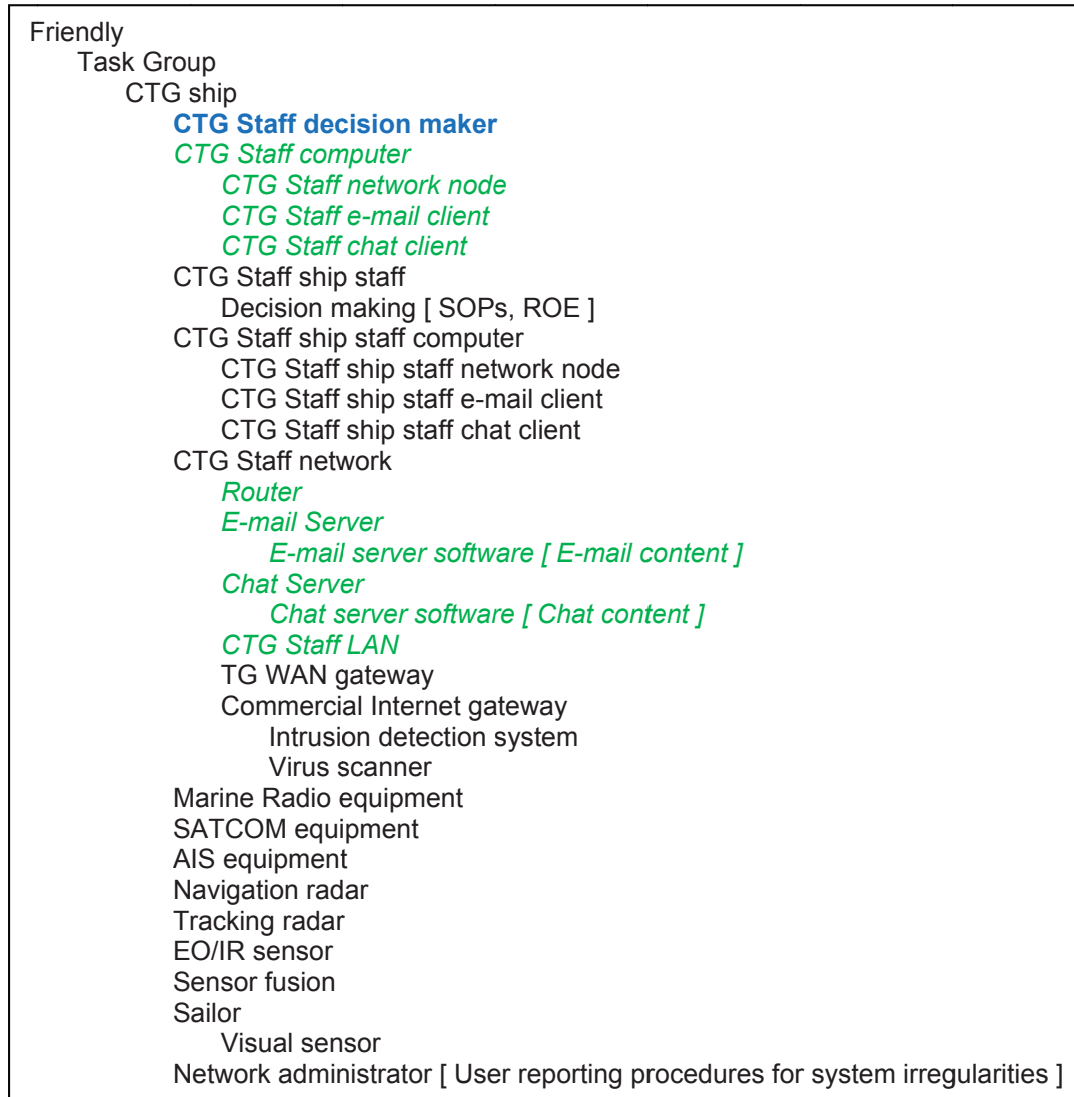 Friendly
Task Group
CTG ship
CTG Staff decision maker
CTG Staff computer
CTG Staff network node
CTG Staff e-mail client
CTG Staff chat client
CTG Staff ship staff
Decision making [ SOPs, ROE ]
CTG Staff ship staff computer
CTG Staff ship staff network node
CTG Staff ship staff e-mail client
CTG Staff ship staff chat client
CTG Staff network
Router
E-mail Server
E-mail server software [ E-mail content ]
Chat Server
Chat server software [ Chat content ]
CTG Staff LAN
TG WAN gateway
Commercial Internet gateway
Intrusion detection system
Virus scanner
Marine Radio equipment
SATCOM equipment
AIS equipment
Navigation radar
Tracking radar
EO/IR sensor
Sensor fusion
Sailor
Visual sensor
Network administrator [ User reporting procedures for system irregularities ]